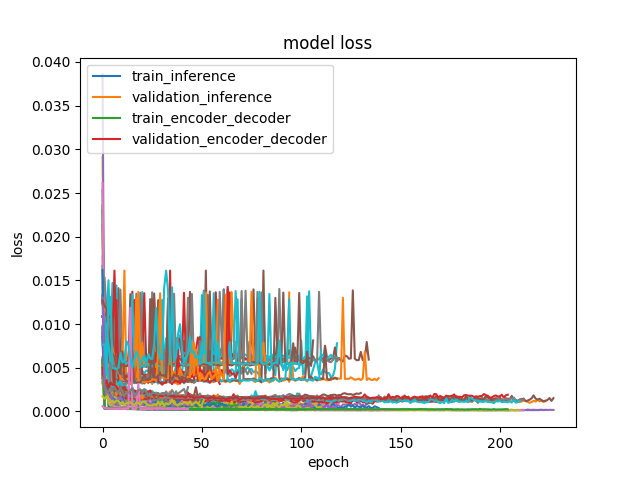 model loss
0.040
0.035
0.030
0.025
0.020
0.015
0.010
0.005
0.000
loss
train_inference
validation_inference
train_encoder_decoder
validation_encoder_decoder
0
50
100
150
200
epoch